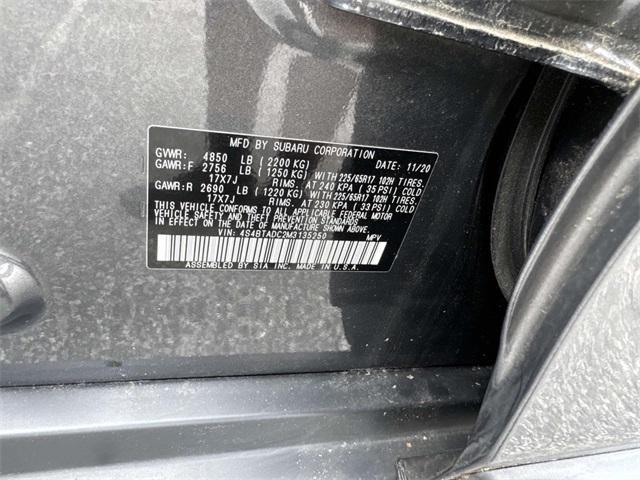 MFD BY SUBARU CORPORATION
GVWR: 4850 LB ( 2200 KG) DATE: 11/20
GAWR:F 2756 LB ( 1250 KG) WITH 225/65R17 102H TIRES,
17X7J RIMS, AT 240 KPA ( 35 PSI) COLD
GAWR:R 2690 LB ( 1220 KG) WITH 225/65R17 102H TIRES,
17X7J RIMS, AT 230 KPA ( 33 PSI) COLD
THIS VEHICLE CONFORMS TO ALL APPLICABLE FEDERAL MOTOR
VEHICLE SAFETY AND THEFT PREVENTION STANDARDS IN
EFFECT ON THE DATE OF MANUFACTURE SHOWN ABOVE.
VIN: 4S4BTADC2M3135250 MPV
ASSEMBLED BY SIA INC. MADE IN U.S.A.